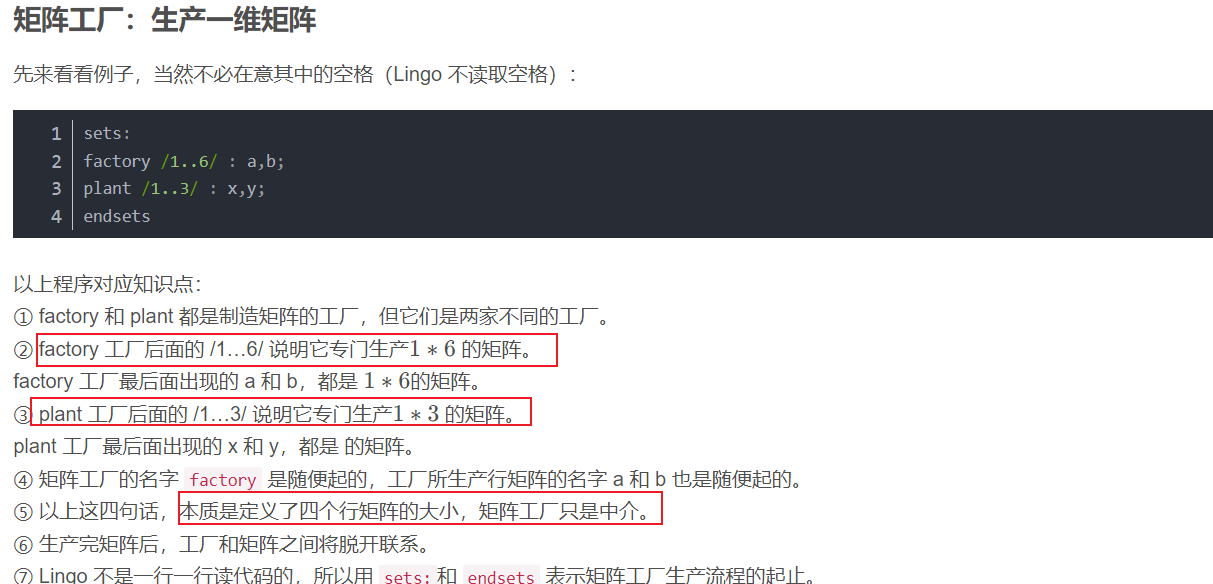 矩阵工厂：生产一维矩阵
先来看看例子，当然不必在意其中的空格（Lingo 不读取空格）：
1 sets:
2 factory /1..6/ : a,b;
3 plant /1..3/ : x,y;
4 endsets
以上程序对应知识点：
① factory 和 plant 都是制造矩阵的工厂，但它们是两家不同的工厂。
② factory 工厂后面的 /1…6/ 说明它专门生产1 ∗ 6 的矩阵。
factory 工厂最后面出现的 a 和 b，都是 1 ∗ 6的矩阵。
③ plant 工厂后面的 /1…3/ 说明它专门生产1 ∗ 3 的矩阵。
plant 工厂最后面出现的 x 和 y，都是 的矩阵。
④ 矩阵工厂的名字 factory 是随便起的，工厂所生产行矩阵的名字 a 和 b 也是随便起的。
⑤ 以上这四句话，本质是定义了四个行矩阵的大小，矩阵工厂只是中介。
⑥ 生产完矩阵后，工厂和矩阵之间将脱开联系。
⑦ Lingo 不是一行一行读代码的，所以用 sets: 和 endsets 表示矩阵工厂生产流程的起止。